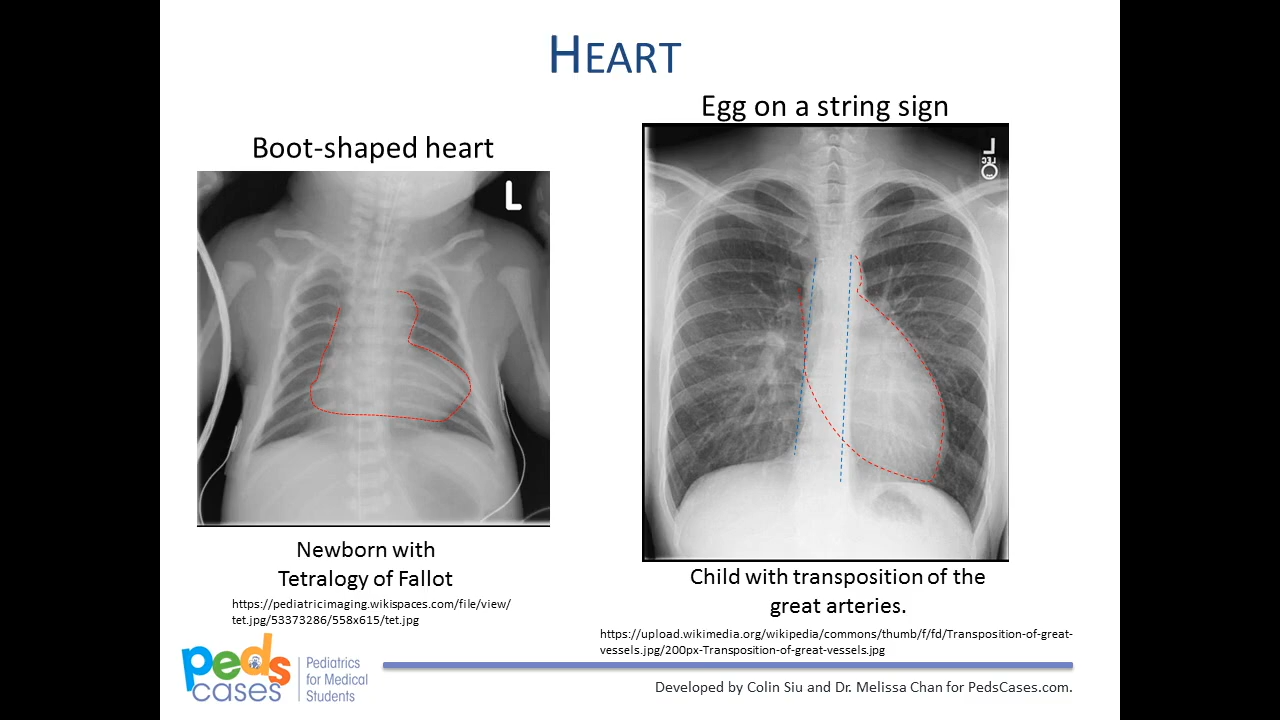 HEART
Egg on a string sign
Boot-shaped heart
L
Newborn with
Tetralogy of Fallot
https://pediatricimaging.wikispaces.com/file/view/
tet.jpg/53373286/558x615/tet.jpg
Child with transposition of the
great arteries.
https://upload.wikimedia.org/wikipedia/commons/thumb/f/fd/Transposition-of-great-
vessels.jpg/200px-Transposition-of-great-vessels.jpg
peds
cases
Pediatrics
for Medical
Students
Developed by Colin Siu and Dr. Melissa Chan for PedsCases.com.